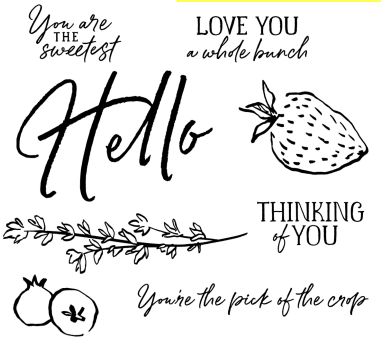 You are
THE
sweetest
LOVE YOU
a whole bunch
Hello
THINKING
of YOU
You're the pick of the crop